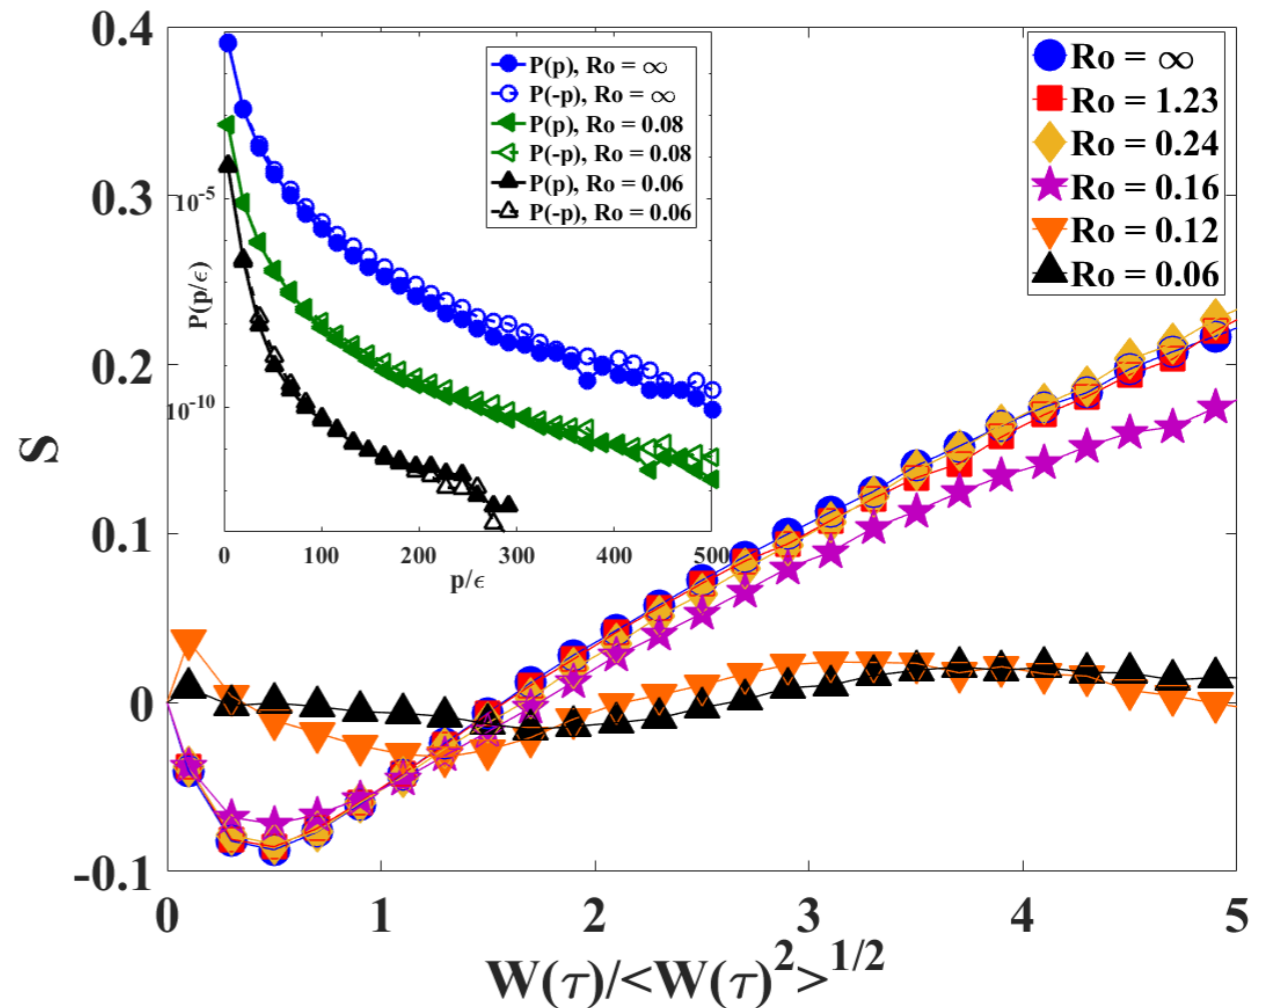 0.4
0.3
0.2
0.1
0
-0.1
S
0
1
2
3
4
5
W(τ)/<W(τ)²>^1/2
Ro = ∞
Ro = 1.23
Ro = 0.24
Ro = 0.16
Ro = 0.12
Ro = 0.06
P(p), Ro = ∞
P(-p), Ro = ∞
P(p), Ro = 0.08
P(-p), Ro = 0.08
P(p), Ro = 0.06
P(-p), Ro = 0.06
10^-5
10^-10
P(p/ϵ)
0
100
200
300
400
500
p/ϵ